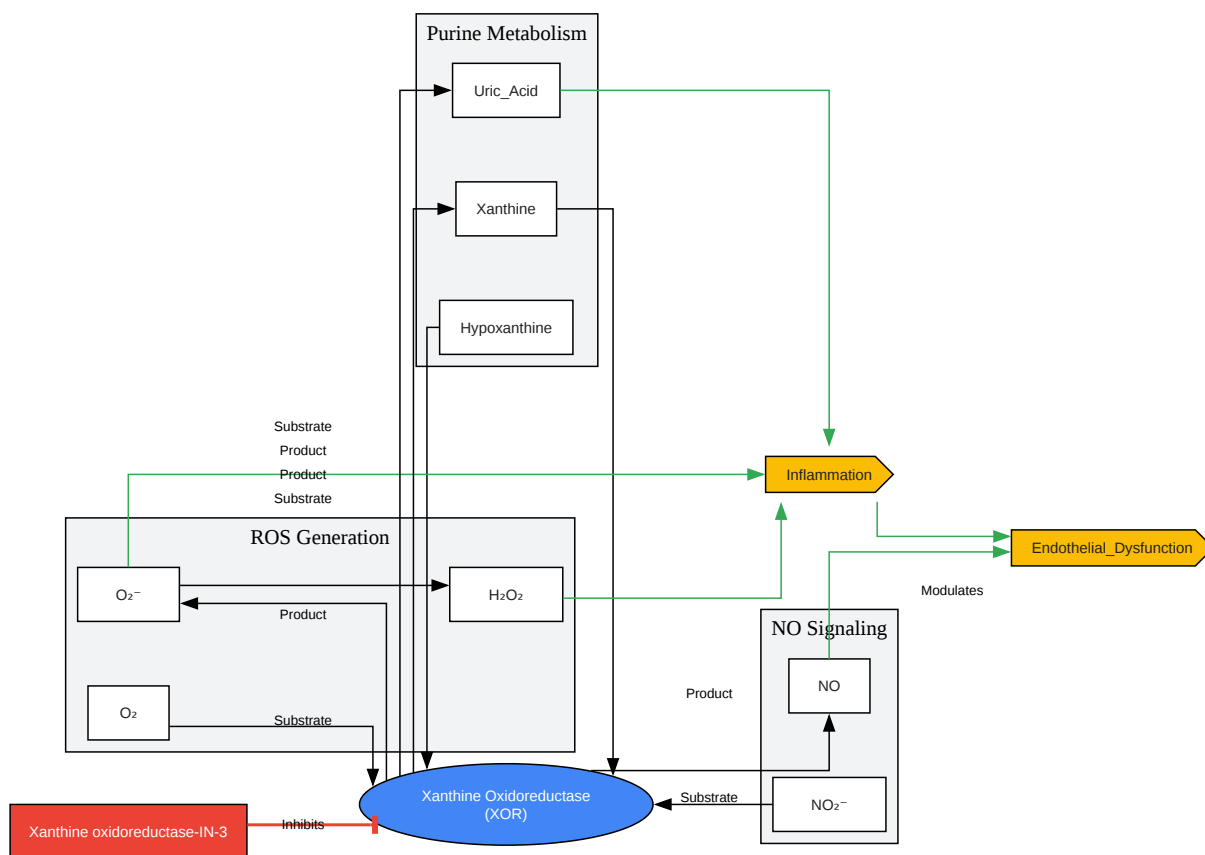 Purine Metabolism
Uric_Acid
Xanthine
Hypoxanthine
Substrate
Product
Product
Substrate
Inflammation
ROS Generation
Endothelial_Dysfunction
O₂⁻
H₂O₂
Modulates
Product
NO Signaling
NO
Product
O₂
Substrate
Xanthine Oxidoreductase
(XOR)
Substrate
NO₂⁻
Inhibits
Xanthine oxidoreductase-IN-3